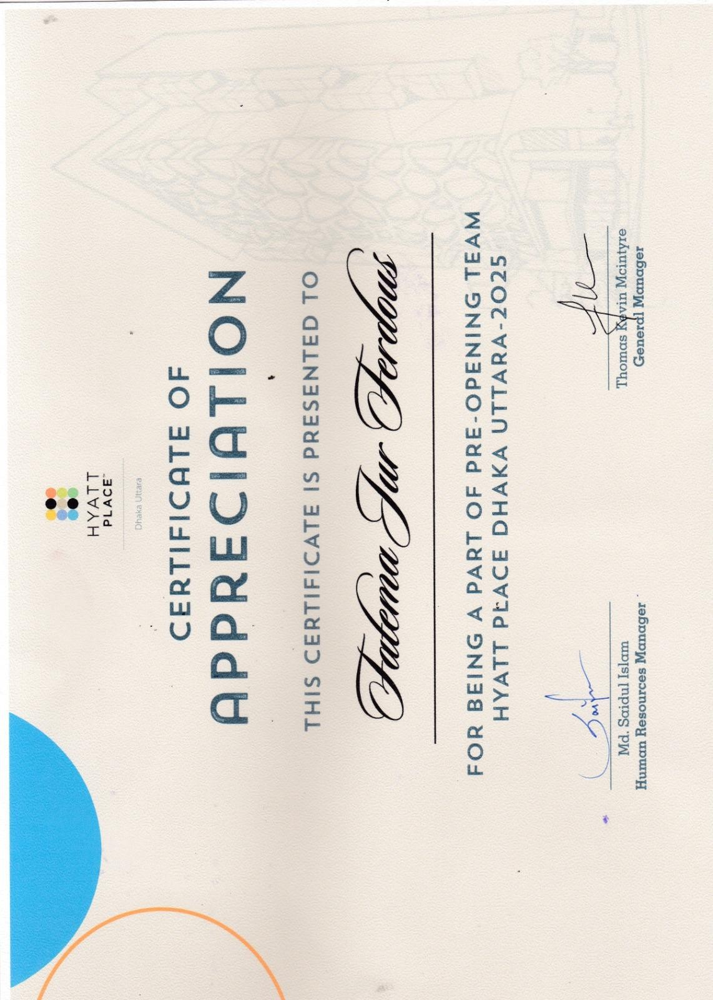 HYATT
PLACE™
Dhaka Uttara
CERTIFICATE OF
APPRECIATION
THIS CERTIFICATE IS PRESENTED TO
Fatema Jur Ferdous
FOR BEING A PART OF PRE-OPENING TEAM
HYATT PLACE DHAKA UTTARA-2025
Md. Saidul Islam
Human Resources Manager
Thomas Kevin Mcintyre
General Manager